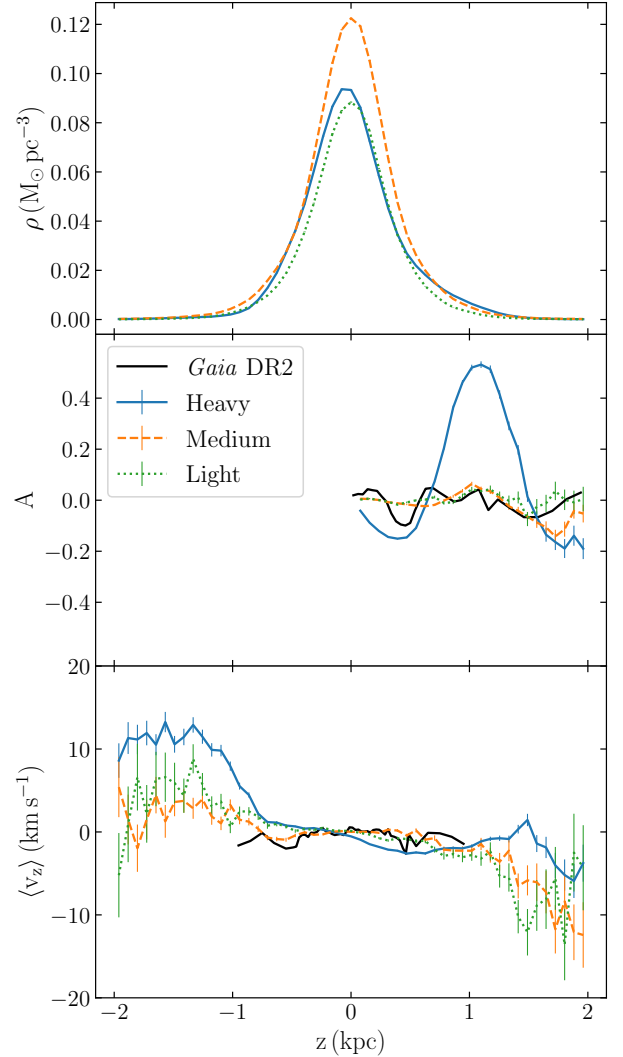 0.12
0.10
0.08
0.06
0.04
0.02
0.00
ρ (M⊙ pc⁻³)
Gaia DR2
Heavy
Medium
Light
0.4
0.2
0.0
−0.2
−0.4
A
20
10
0
−10
−20
⟨v_z⟩ (km s⁻¹)
−2 −1 0 1 2
z (kpc)